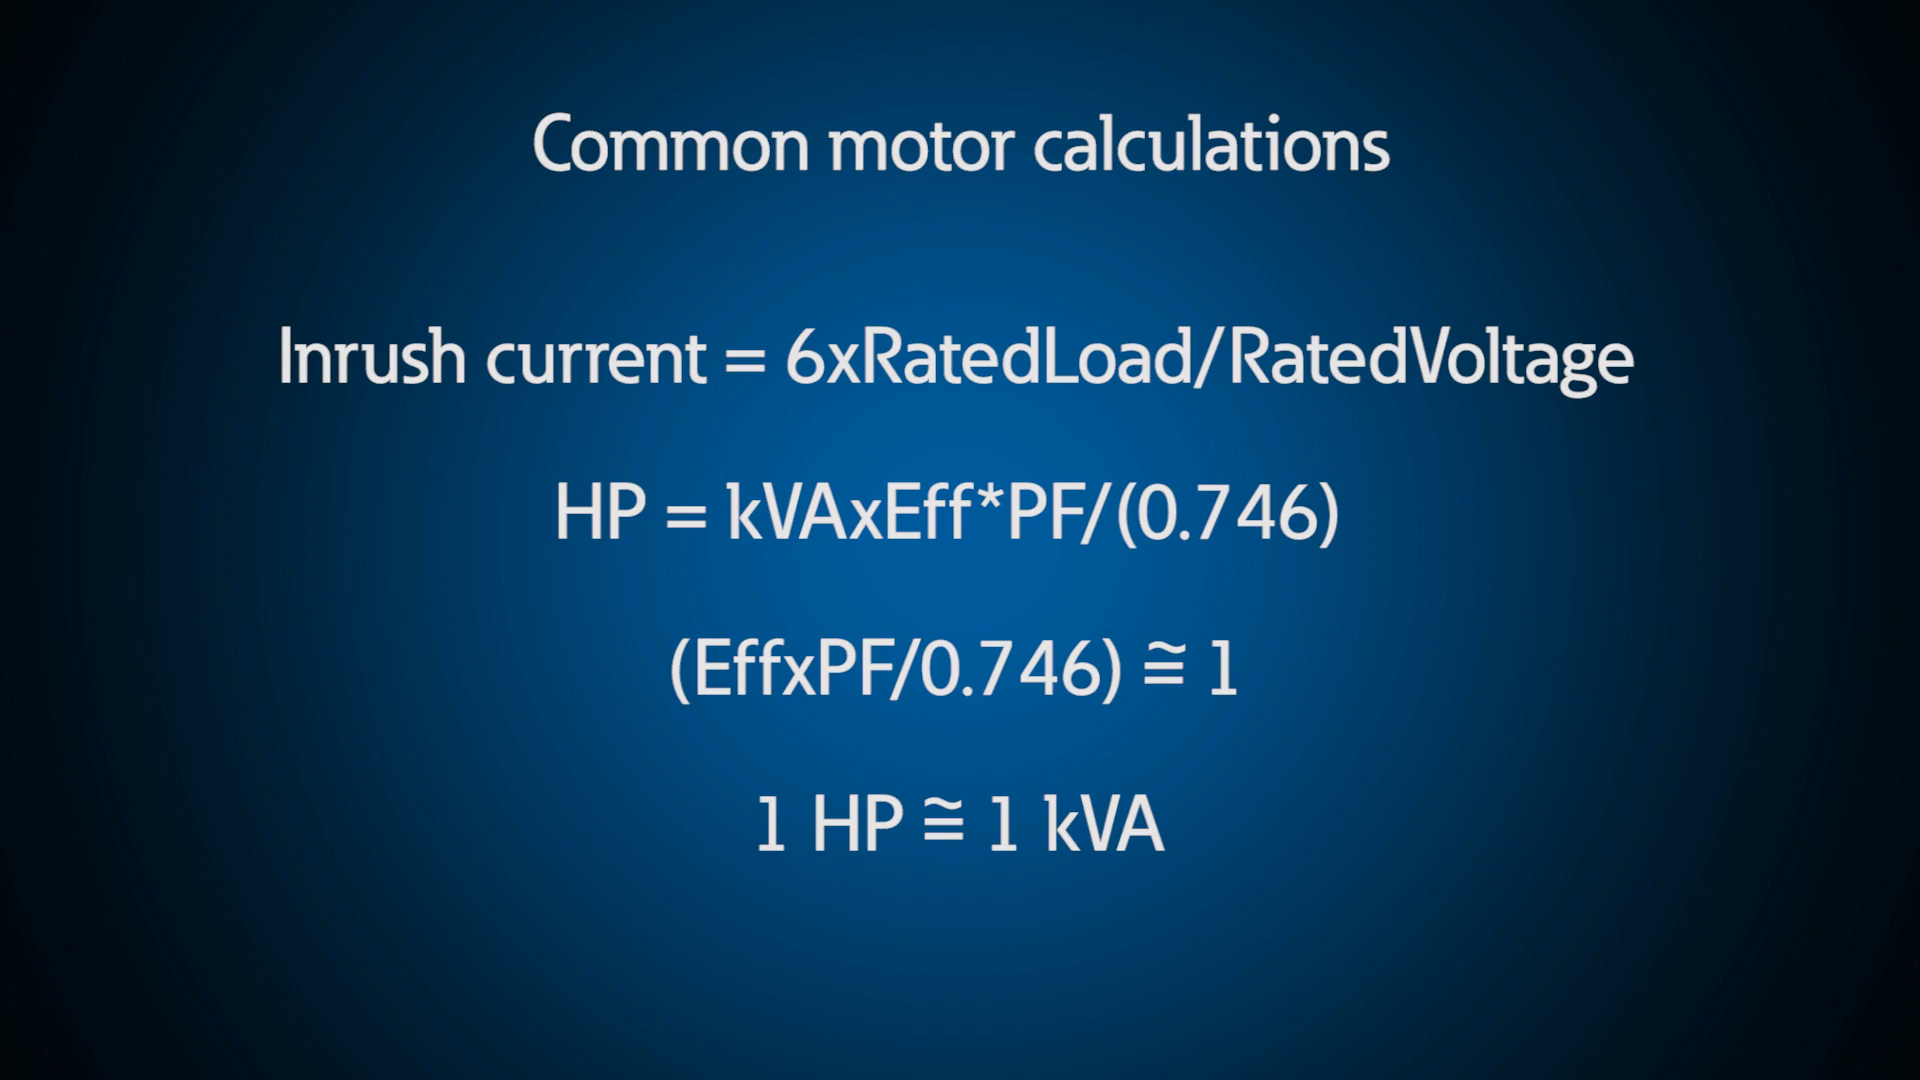 Common motor calculations
Inrush current = 6xRatedLoad/RatedVoltage
HP = kVAxEff*PF/(0.746)
(EffxPF/0.746) ≅ 1
1 HP ≅ 1 kVA